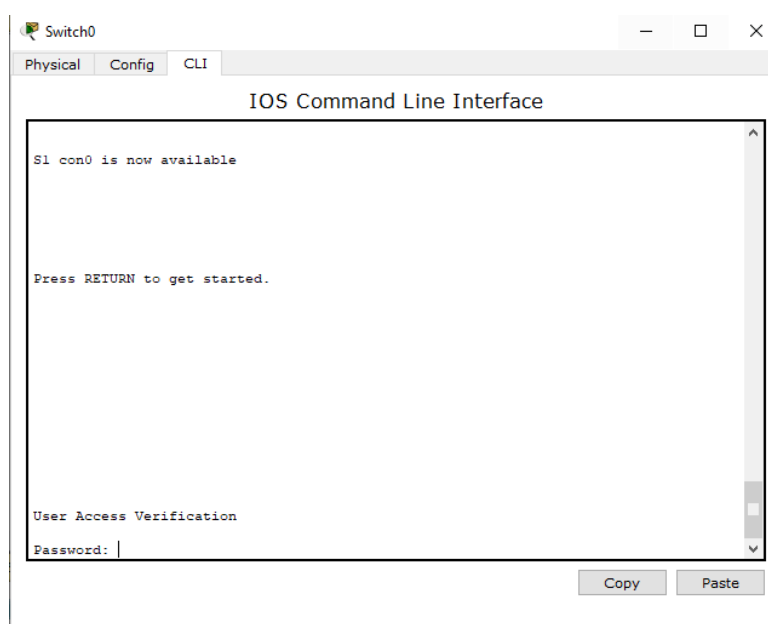 Switch0
Physical Config CLI
IOS Command Line Interface
S1 con0 is now available
Press RETURN to get started.
User Access Verification
Password:
Copy Paste